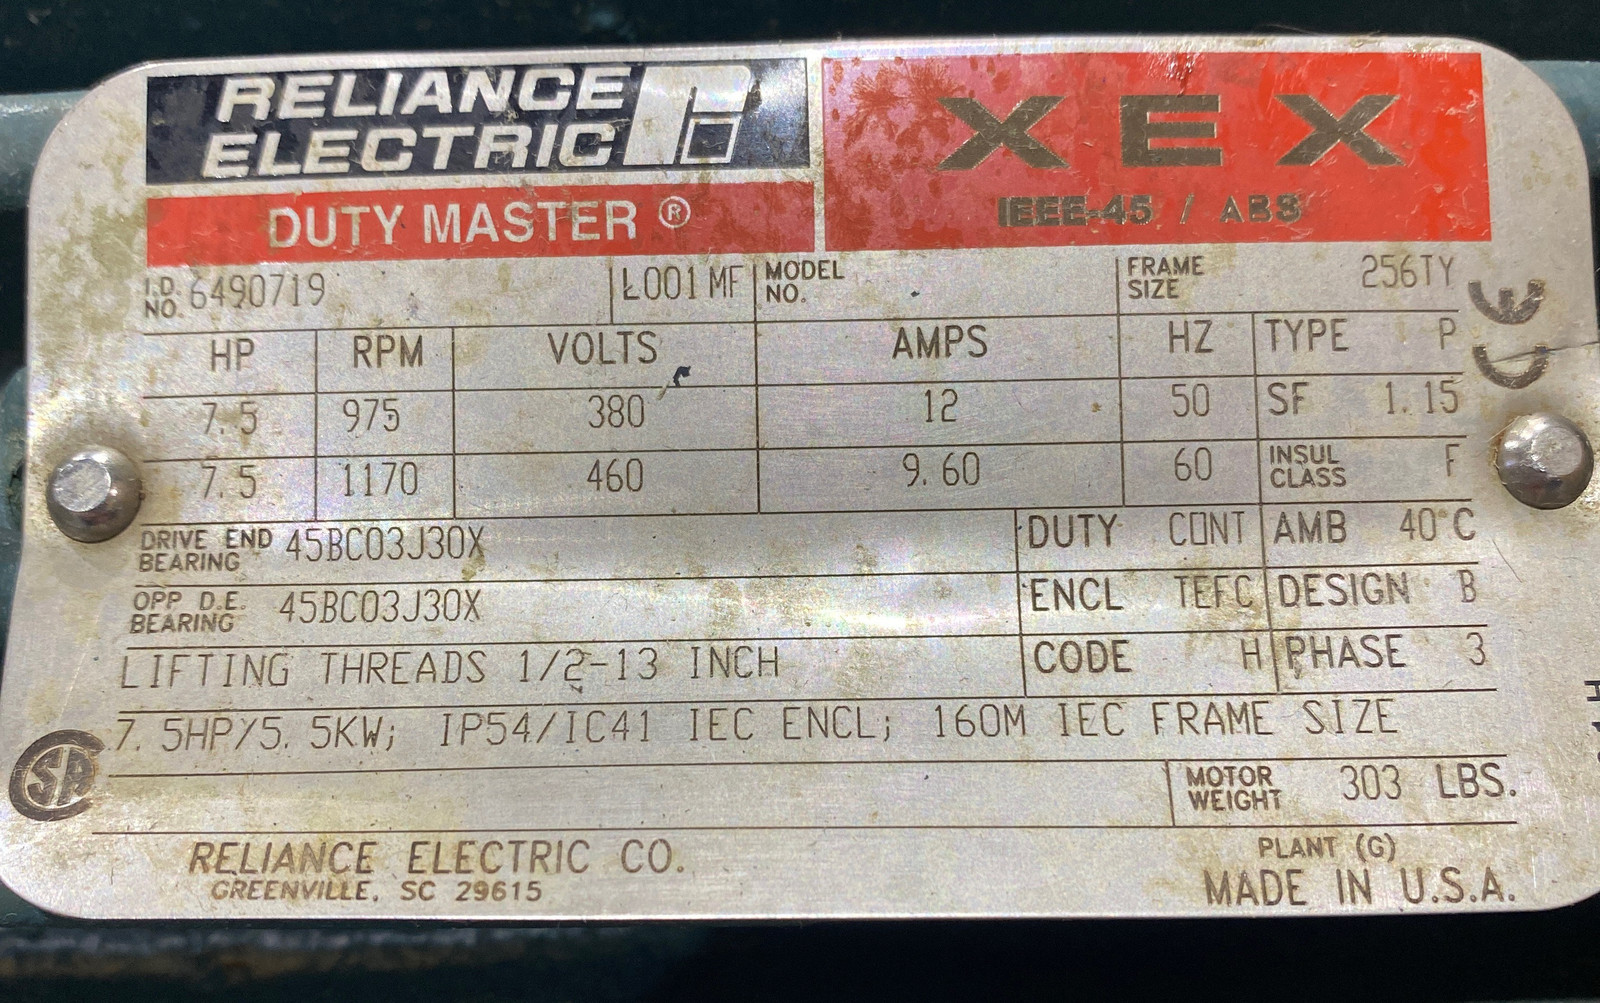 RELIANCE
ELECTRIC
DUTY MASTER ®
XEX
IEEE-45 / ABS
I.D. NO. 6490719 L001 MF MODEL NO. FRAME SIZE 256TY
CE
HP RPM VOLTS AMPS HZ TYPE P
7.5 975 380 12 50 SF 1.15
7.5 1170 460 9.60 60 INSUL CLASS F
DRIVE END BEARING 45BC03J30X DUTY CONT AMB 40°C
OPP D.E. BEARING 45BC03J30X ENCL TEFC DESIGN B
LIFTING THREADS 1/2-13 INCH CODE H PHASE 3
7.5HP/5.5KW; IP54/IC41 IEC ENCL; 160M IEC FRAME SIZE
SA
MOTOR WEIGHT 303 LBS.
RELIANCE ELECTRIC CO.
GREENVILLE, SC 29615
PLANT (G)
MADE IN U.S.A.